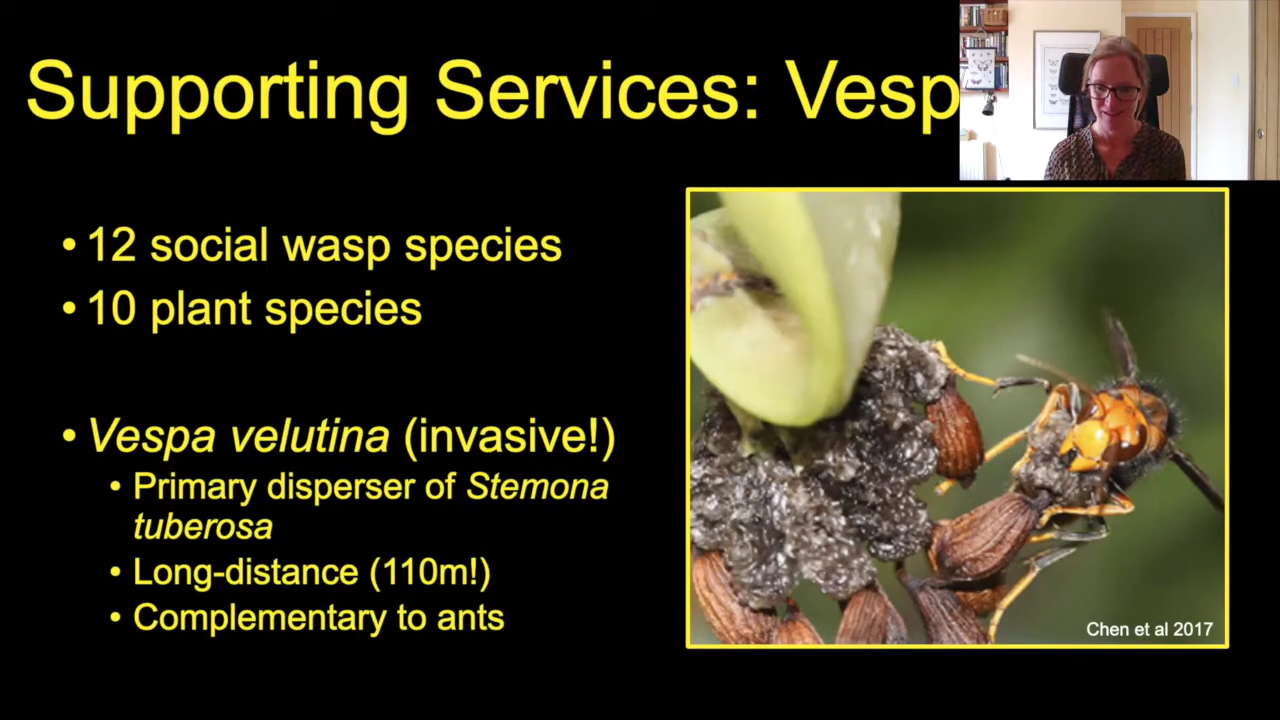 Supporting Services: Vesp
• 12 social wasp species
• 10 plant species
• Vespa velutina (invasive!)
• Primary disperser of Stemona
tuberosa
• Long-distance (110m!)
• Complementary to ants
Chen et al 2017